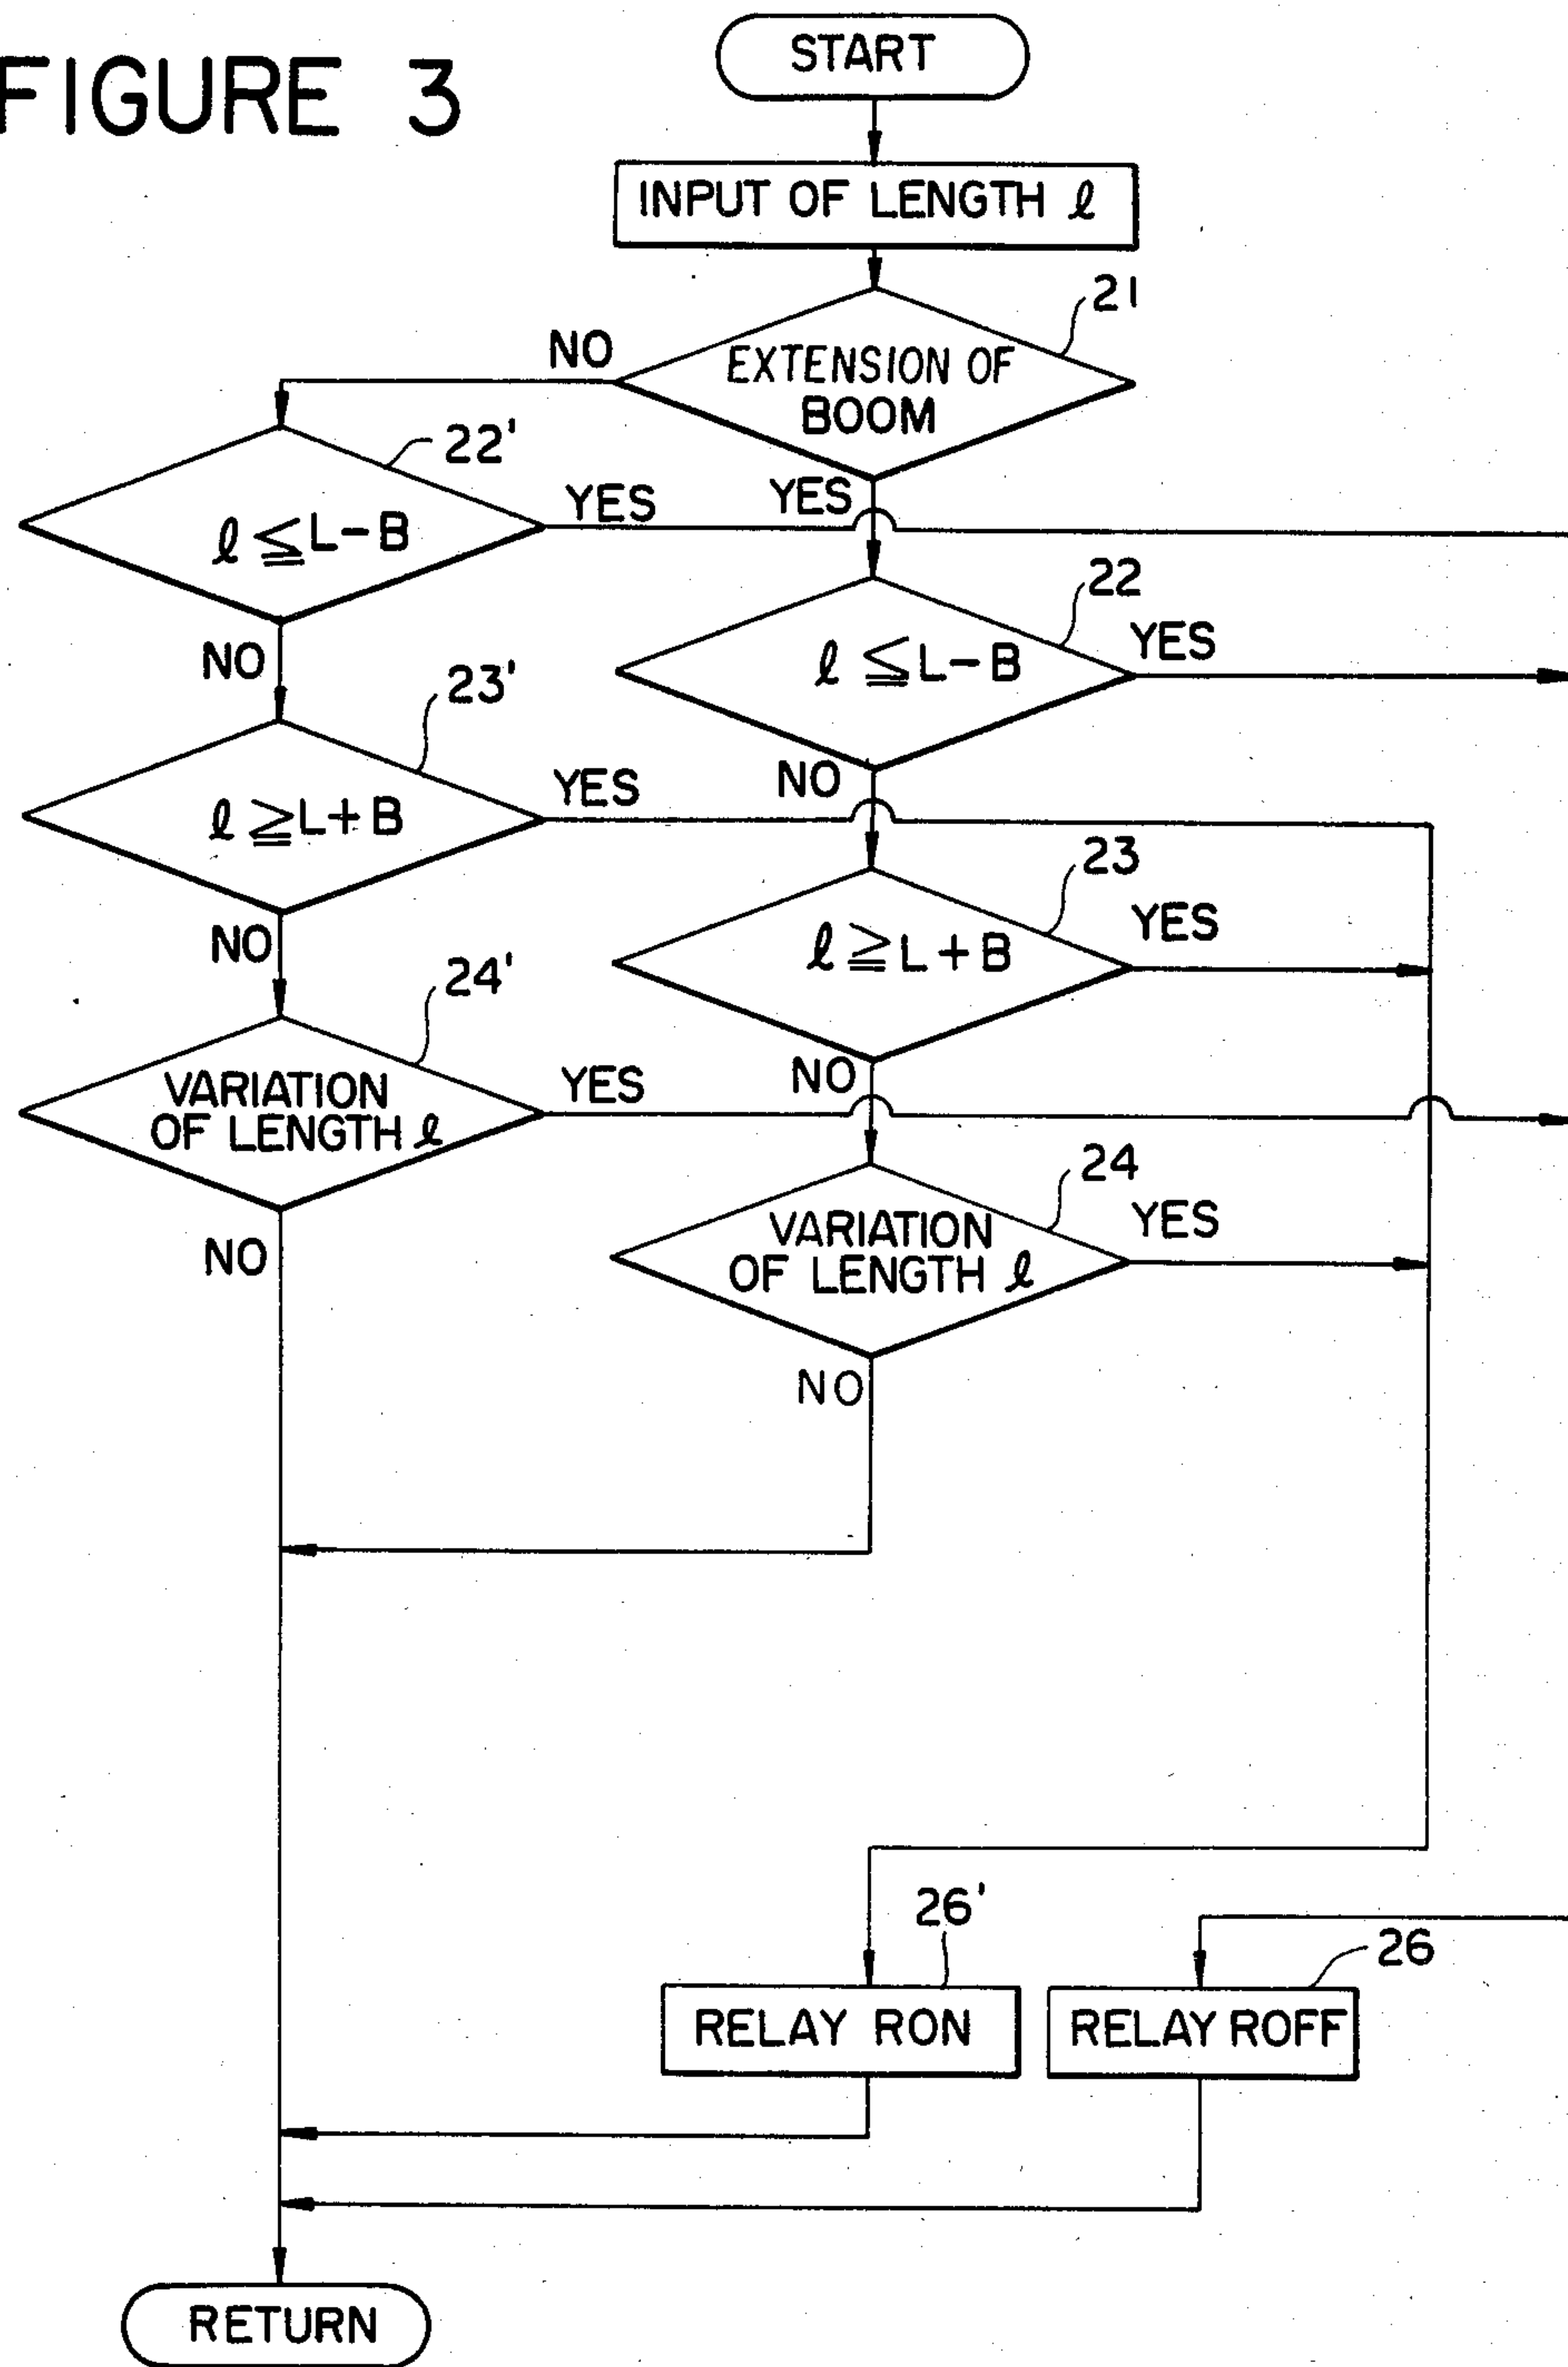 FIGURE 3
START
INPUT OF LENGTH ℓ
21
NO
EXTENSION OF
BOOM
22'
YES
YES
ℓ ≦ L-B
22
YES
NO
ℓ ≦ L-B
23'
YES
NO
ℓ ≧ L+B
23
YES
NO
ℓ ≧ L+B
24'
NO
YES
VARIATION
OF LENGTH ℓ
24
YES
NO
VARIATION
OF LENGTH ℓ
NO
26'
26
RELAY RON
RELAY ROFF
RETURN